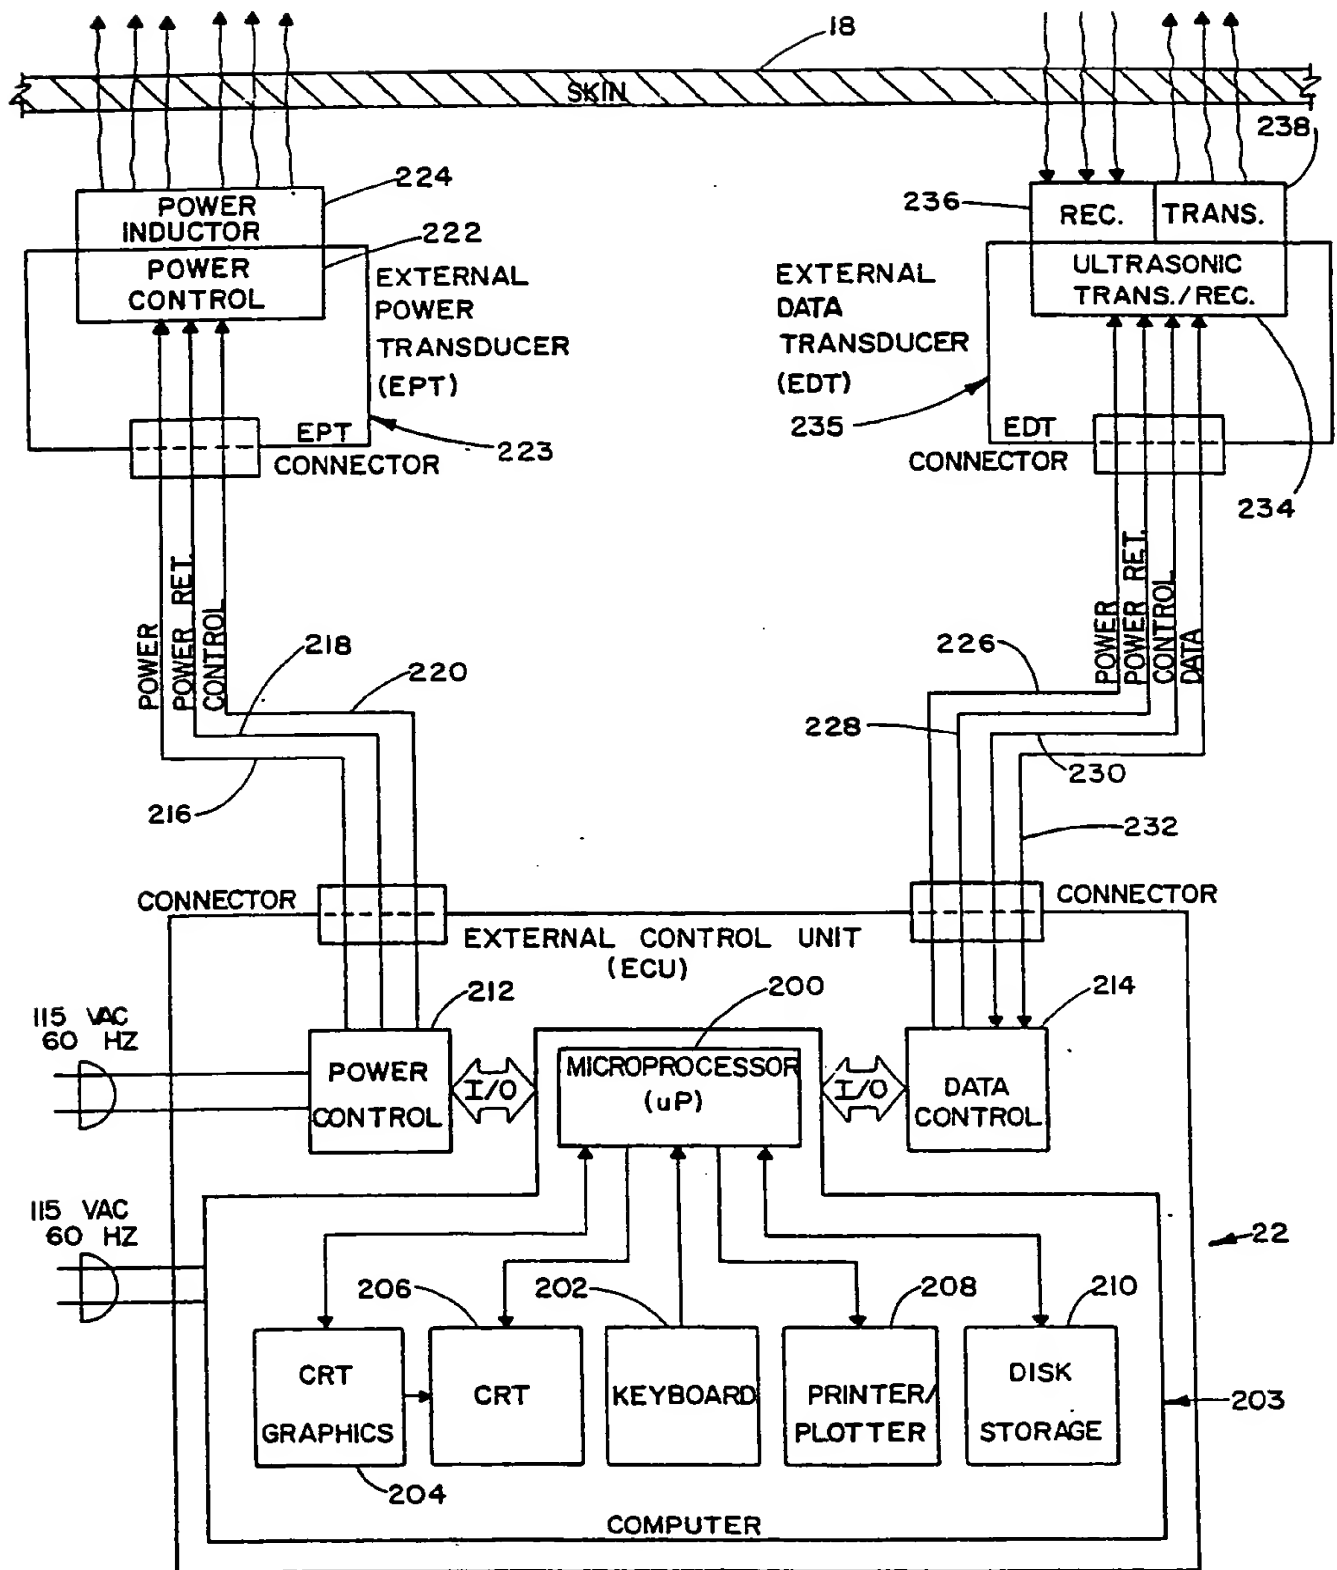 18
SKIN
238
224
236
REC.
TRANS.
POWER
INDUCTOR
222
POWER
CONTROL
EXTERNAL
POWER
TRANSDUCER
(EPT)
EXTERNAL
DATA
TRANSDUCER
(EDT)
ULTRASONIC
TRANS./REC.
235
EPT
CONNECTOR
223
EDT
CONNECTOR
234
POWER
POWER RET.
CONTROL
218
220
216
POWER
POWER RET.
CONTROL
DATA
226
228
230
232
CONNECTOR
CONNECTOR
EXTERNAL CONTROL UNIT
(ECU)
212
200
214
115 VAC
60 HZ
POWER
CONTROL
I/O
MICROPROCESSOR
(uP)
I/O
DATA
CONTROL
115 VAC
60 HZ
22
206
202
208
210
CRT
GRAPHICS
CRT
KEYBOARD
PRINTER/
PLOTTER
DISK
STORAGE
203
204
COMPUTER